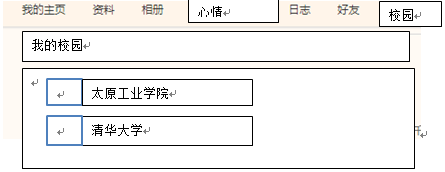 我的主页 资料 相册 心情 日志 好友 校园
我的校园
太原工业学院
清华大学